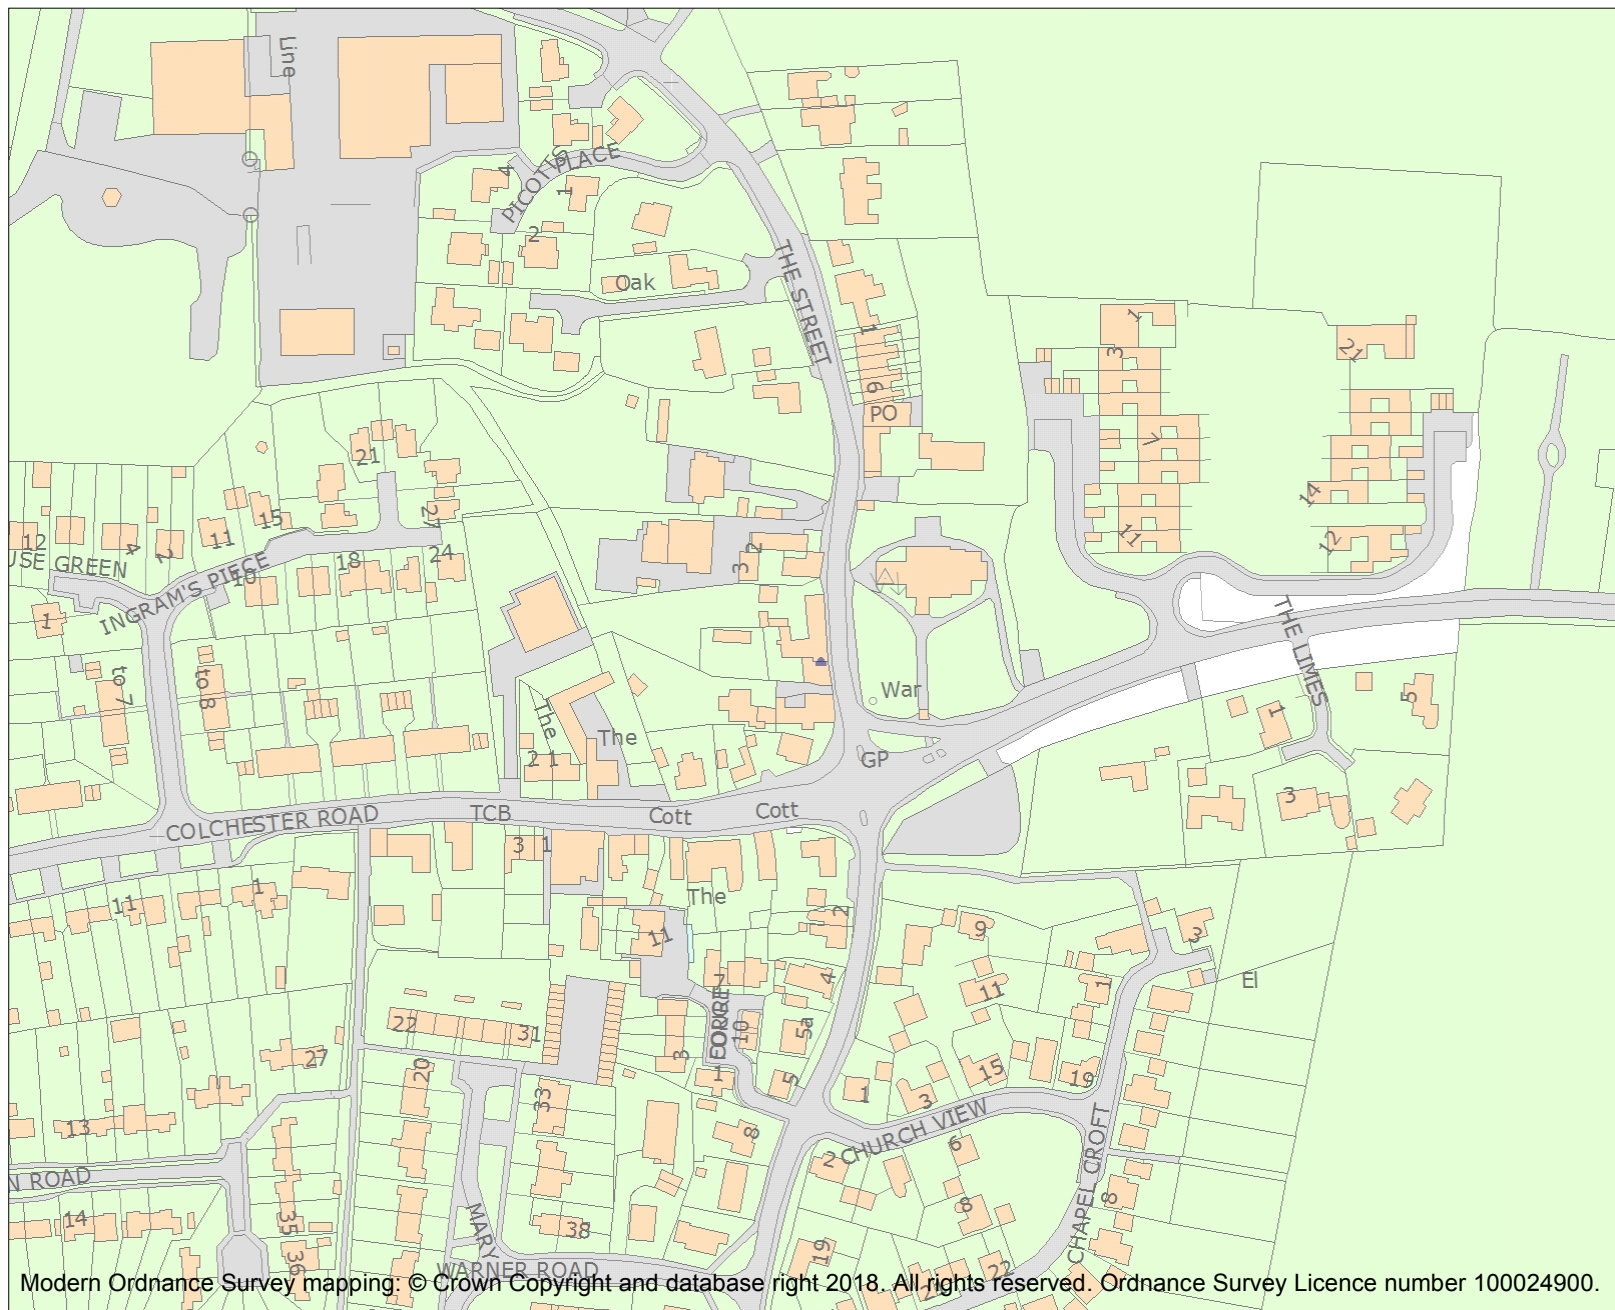 Line
4
PICOTTS
PLACE
1
2
Oak
THE STREET
1
6
PO
1
3
7
11
21
14
12
21
15
11
27
24
18
10
12
4
2
USE GREEN
INGRAM'S PIECE
1
to 7
to 8
2
3
War
THE LIMES
1
5
3
The
The
2 1
GP
COLCHESTER ROAD
TCB
Cott
Cott
3 1
The
11
1
11
2
4
7
10
5a
3
1
5
9
11
15
19
1
3
El
22
31
27
20
33
13
N ROAD
14
35
36
38
8
1
3
CHURCH VIEW
2
6
8
CHAPEL CROFT
8
19
22
MARY
WARNER ROAD
Modern Ordnance Survey mapping: © Crown Copyright and database right 2018. All rights reserved. Ordnance Survey Licence number 100024900.